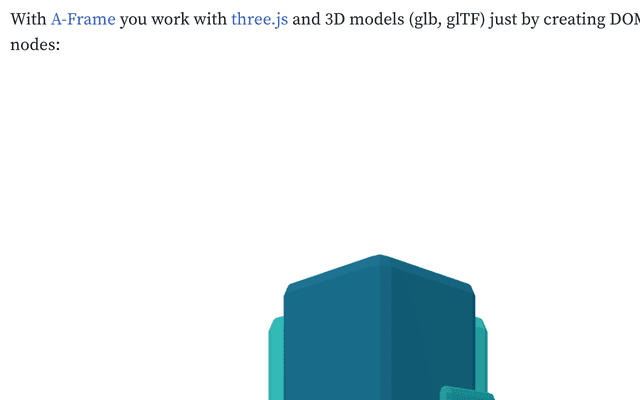 With A-Frame you work with three.js and 3D models (glb, glTF) just by creating DOM
nodes: